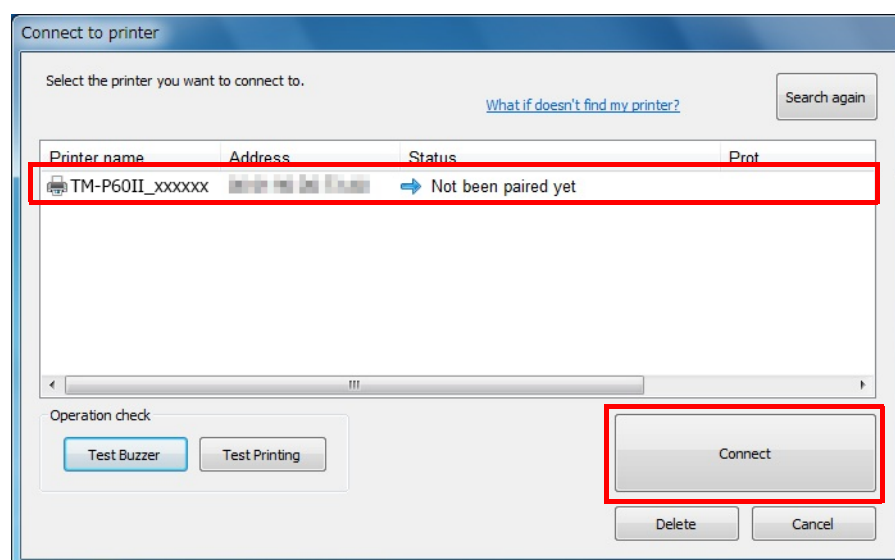 Connect to printer
Select the printer you want to connect to.
What if doesn't find my printer?
Search again
Printer name Address Status Prot
TM-P60II_xxxxxx Not been paired yet
Operation check
Test Buzzer Test Printing
Connect
Delete Cancel